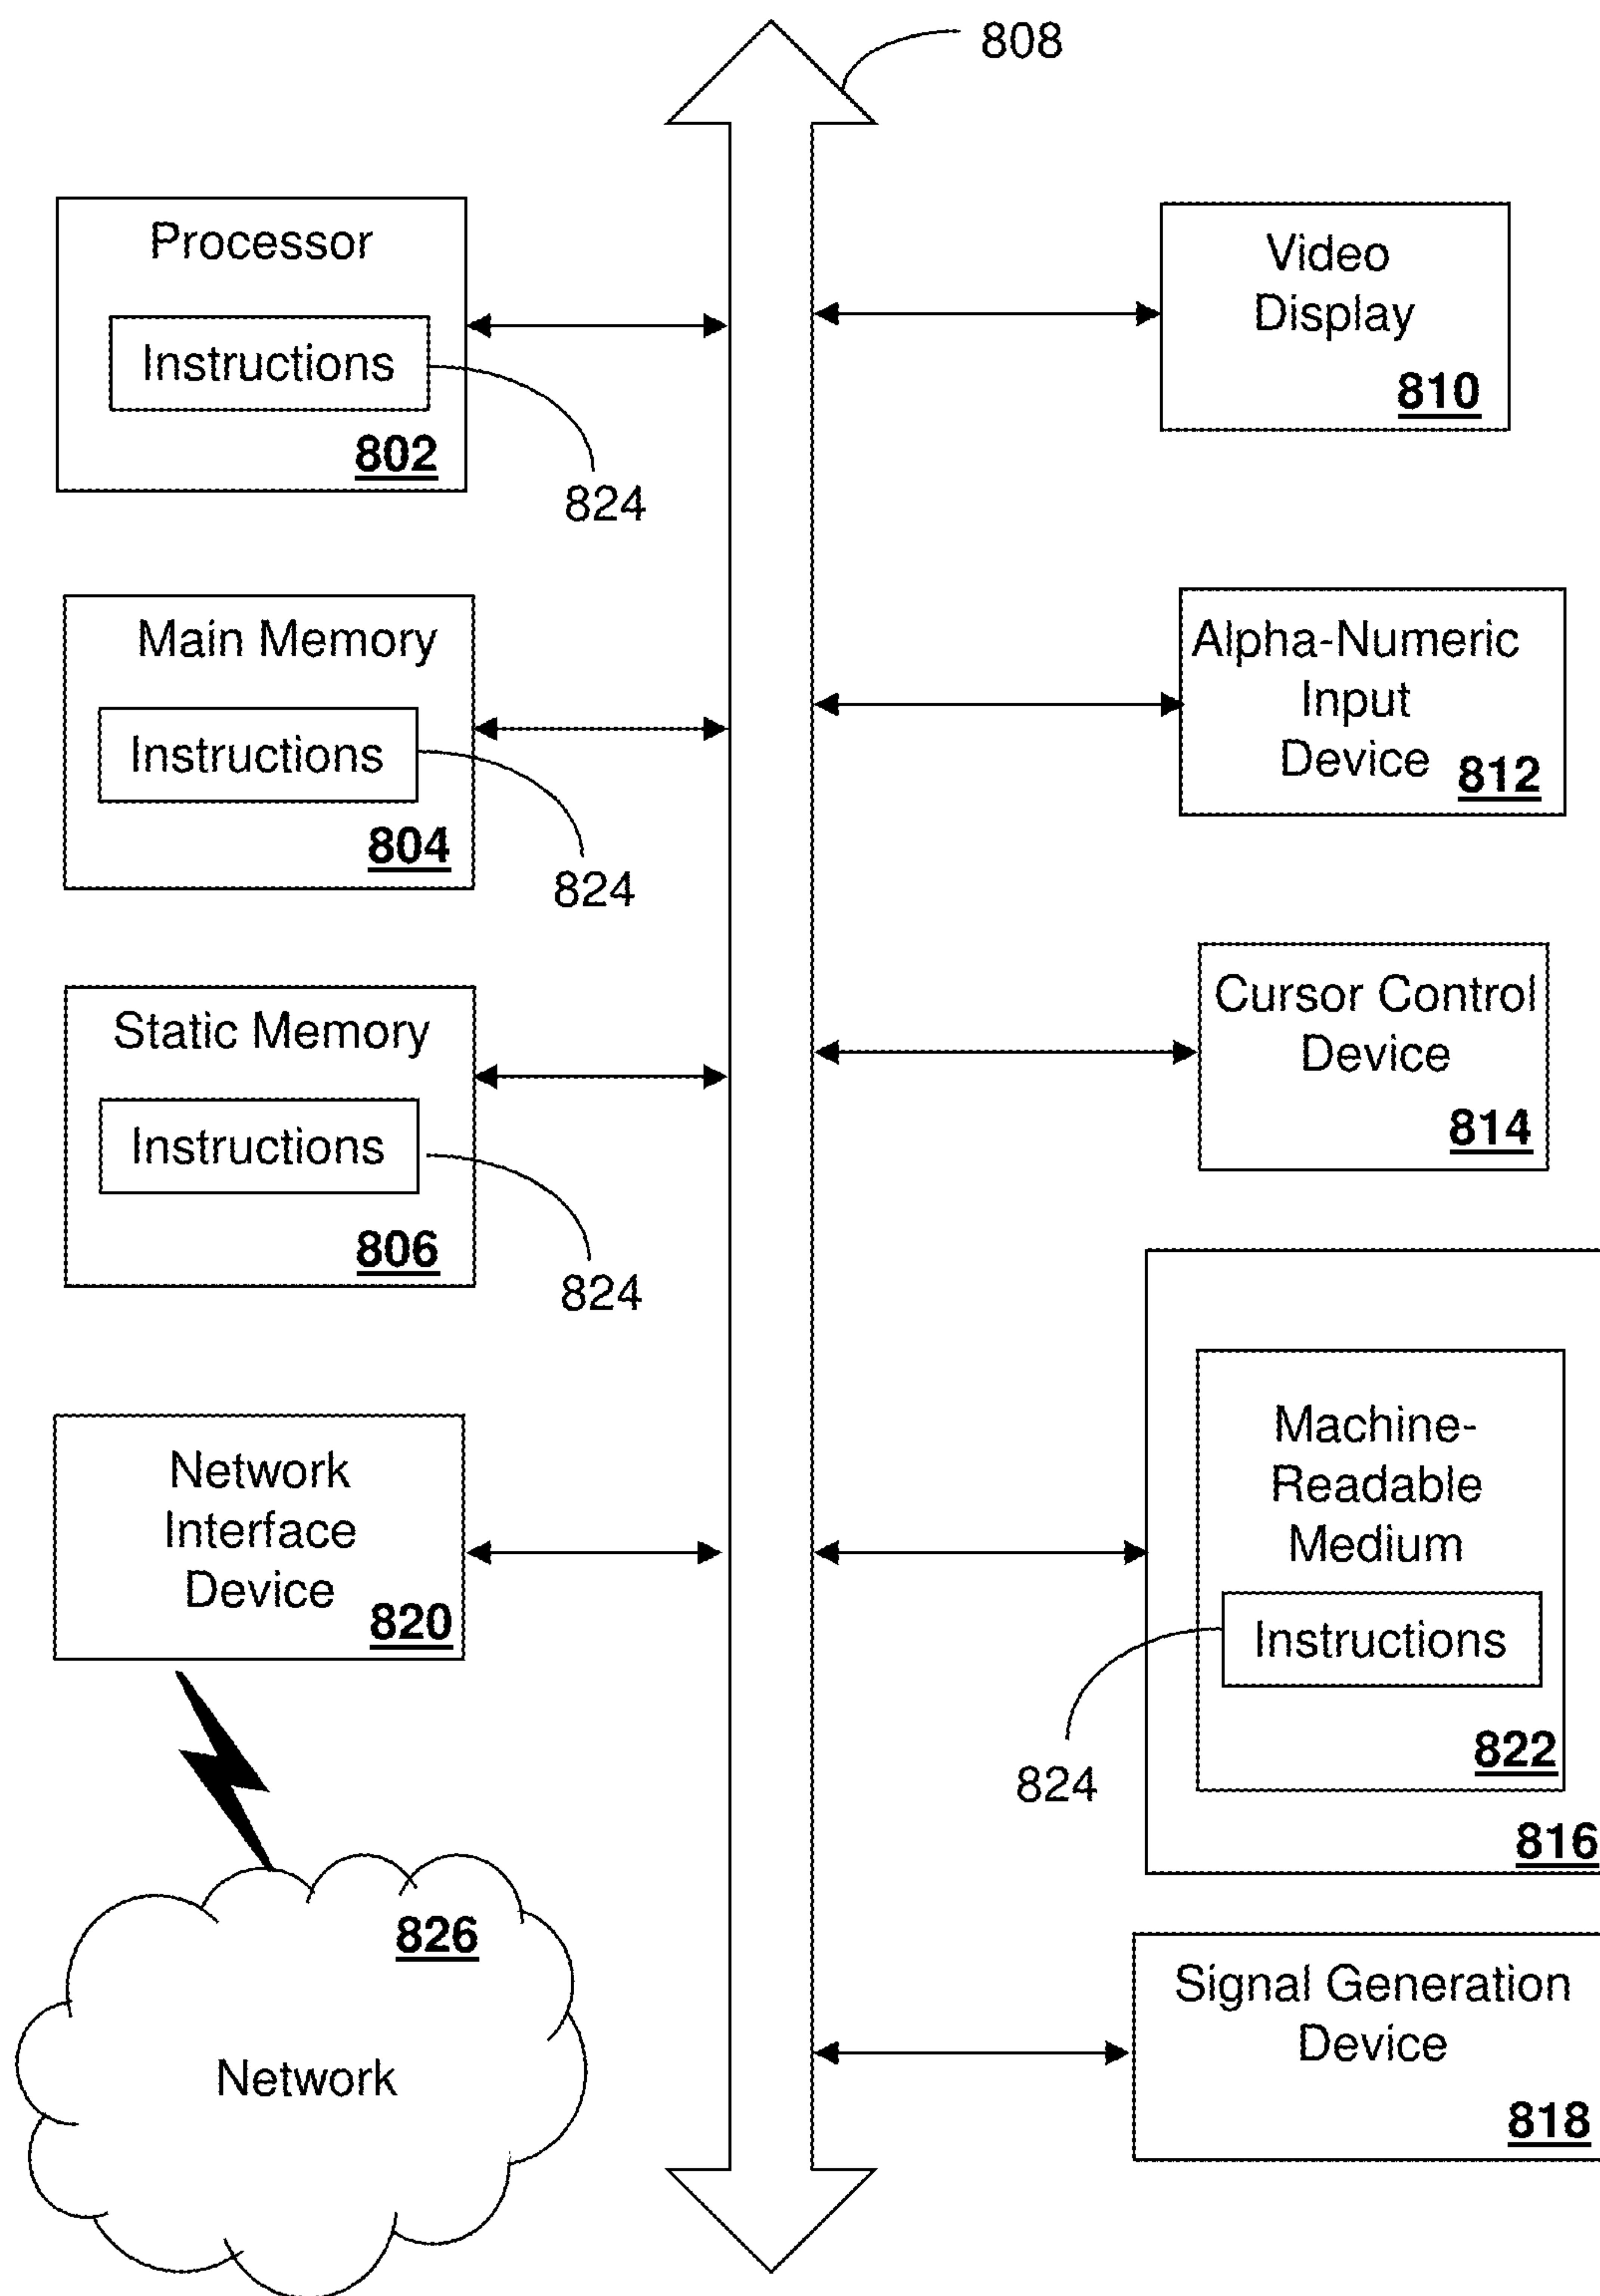 808
Processor
Instructions
802
824
Main Memory
Instructions
804
824
Static Memory
Instructions
806
824
Network
Interface
Device
820
826
Network
Video
Display
810
Alpha-Numeric
Input
Device
812
Cursor Control
Device
814
Machine-
Readable
Medium
Instructions
822
824
816
Signal Generation
Device
818